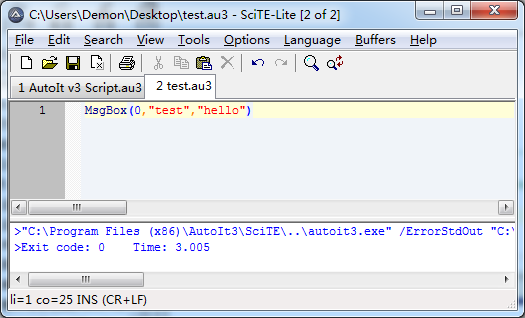 C:\Users\Demon\Desktop\test.au3 - SciTE-Lite [2 of 2]
File Edit Search View Tools Options Language Buffers Help
1 AutoIt v3 Script.au3 2 test.au3
1 MsgBox(0,"test","hello")
>"C:\Program Files (x86)\AutoIt3\SciTE\..\autoit3.exe" /ErrorStdOut "C:\
>Exit code: 0 Time: 3.005
li=1 co=25 INS (CR+LF)